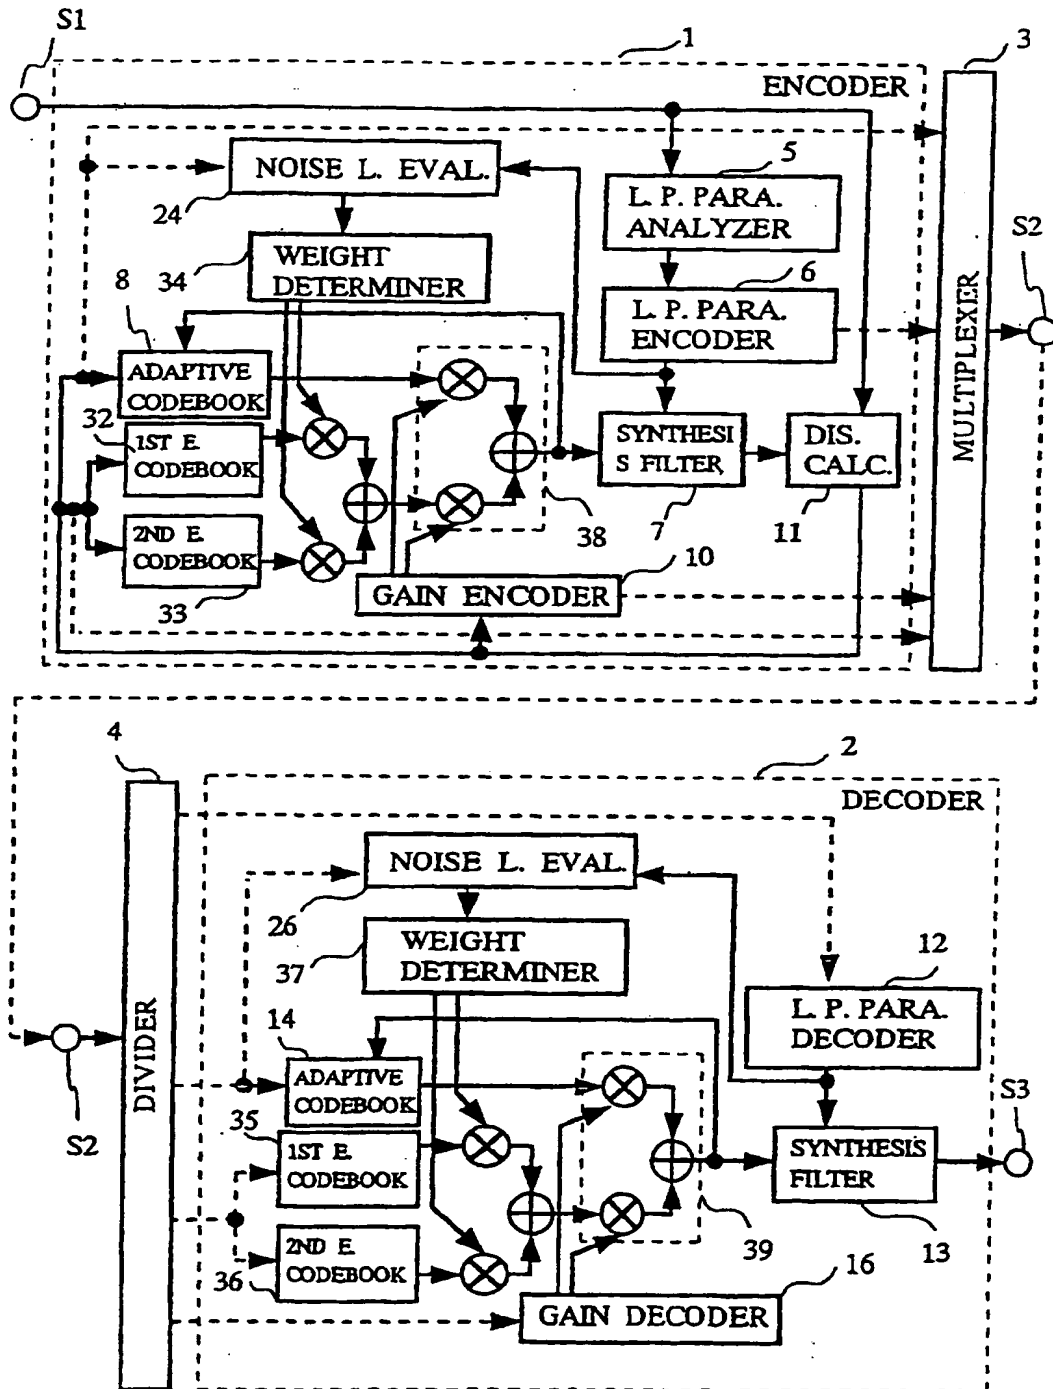 S1
1
3
ENCODER
NOISE L. EVAL.
24
5
L. P. PARA.
ANALYZER
S2
34
WEIGHT
DETERMINER
6
L. P. PARA.
ENCODER
MULTIPLEXER
8
ADAPTIVE
CODEBOOK
32
1ST E.
CODEBOOK
SYNTHESI
S FILTER
DIS.
CALC.
2ND E.
CODEBOOK
33
38
7
11
10
GAIN ENCODER
4
2
DECODER
NOISE L. EVAL.
26
WEIGHT
DETERMINER
37
12
L. P. PARA.
DECODER
DIVIDER
S2
14
ADAPTIVE
CODEBOOK
35
1ST E.
CODEBOOK
S3
SYNTHESIS
FILTER
2ND E.
CODEBOOK
36
39
13
16
GAIN DECODER